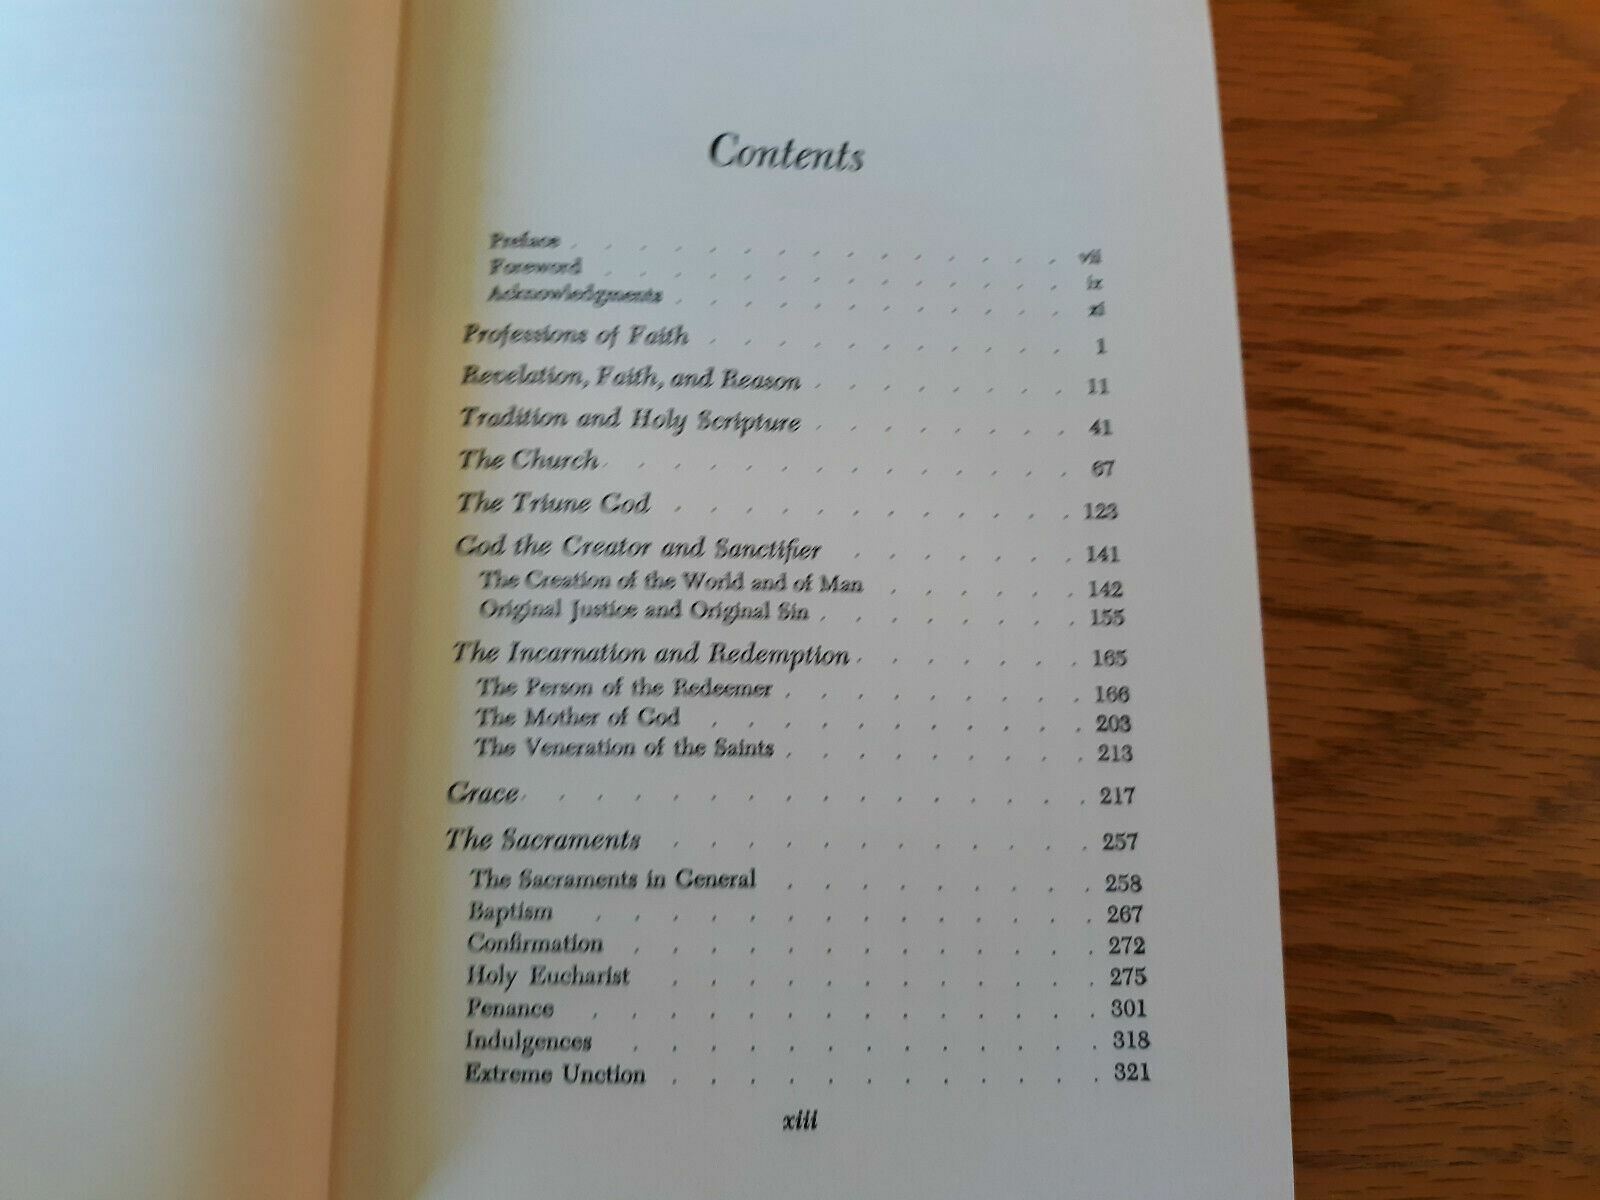 Contents
Preface . . . . . . . . . . . . . . . vii
Foreword . . . . . . . . . . . . . . ix
Acknowledgments . . . . . . . . . . . . xi
Professions of Faith . . . . . . . . . . . 1
Revelation, Faith, and Reason . . . . . . . . 11
Tradition and Holy Scripture . . . . . . . . 41
The Church . . . . . . . . . . . . . . 67
The Triune God . . . . . . . . . . . . 123
God the Creator and Sanctifier . . . . . . . 141
The Creation of the World and of Man . . . . . . 142
Original Justice and Original Sin . . . . . . . . 155
The Incarnation and Redemption . . . . . . . 165
The Person of the Redeemer . . . . . . . . . 166
The Mother of God . . . . . . . . . . . 203
The Veneration of the Saints . . . . . . . . . 213
Grace . . . . . . . . . . . . . . . . 217
The Sacraments . . . . . . . . . . . . 257
The Sacraments in General . . . . . . . . . 258
Baptism . . . . . . . . . . . . . . 267
Confirmation . . . . . . . . . . . . . 272
Holy Eucharist . . . . . . . . . . . . 275
Penance . . . . . . . . . . . . . . 301
Indulgences . . . . . . . . . . . . . 318
Extreme Unction . . . . . . . . . . . . 321
xiii